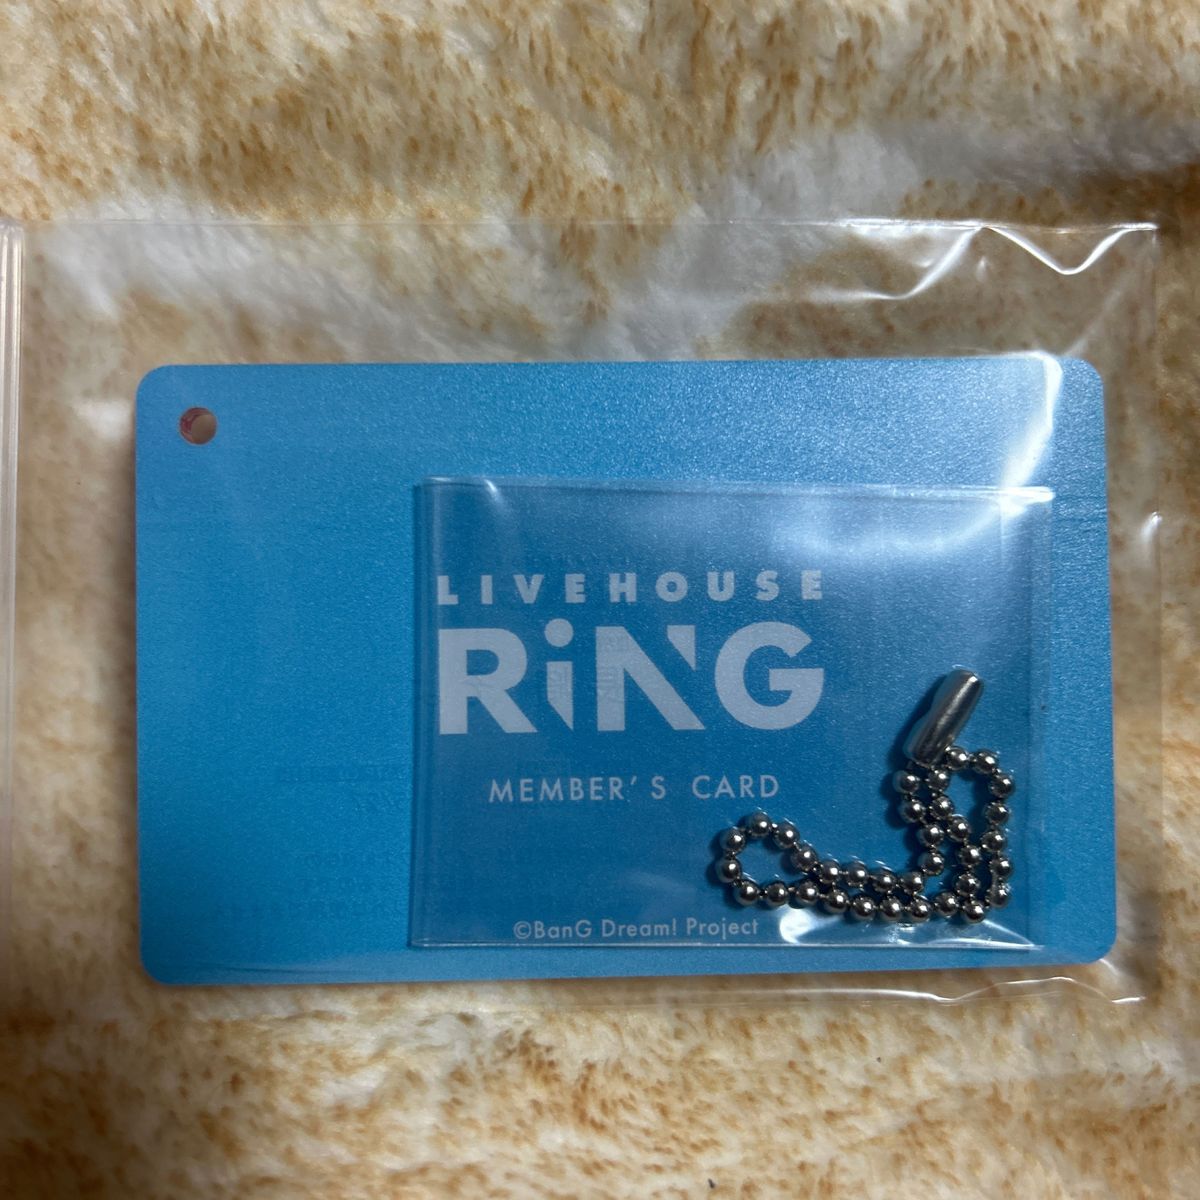 LIVEHOUSE
RiNG
MEMBER'S CARD
©BanG Dream! Project